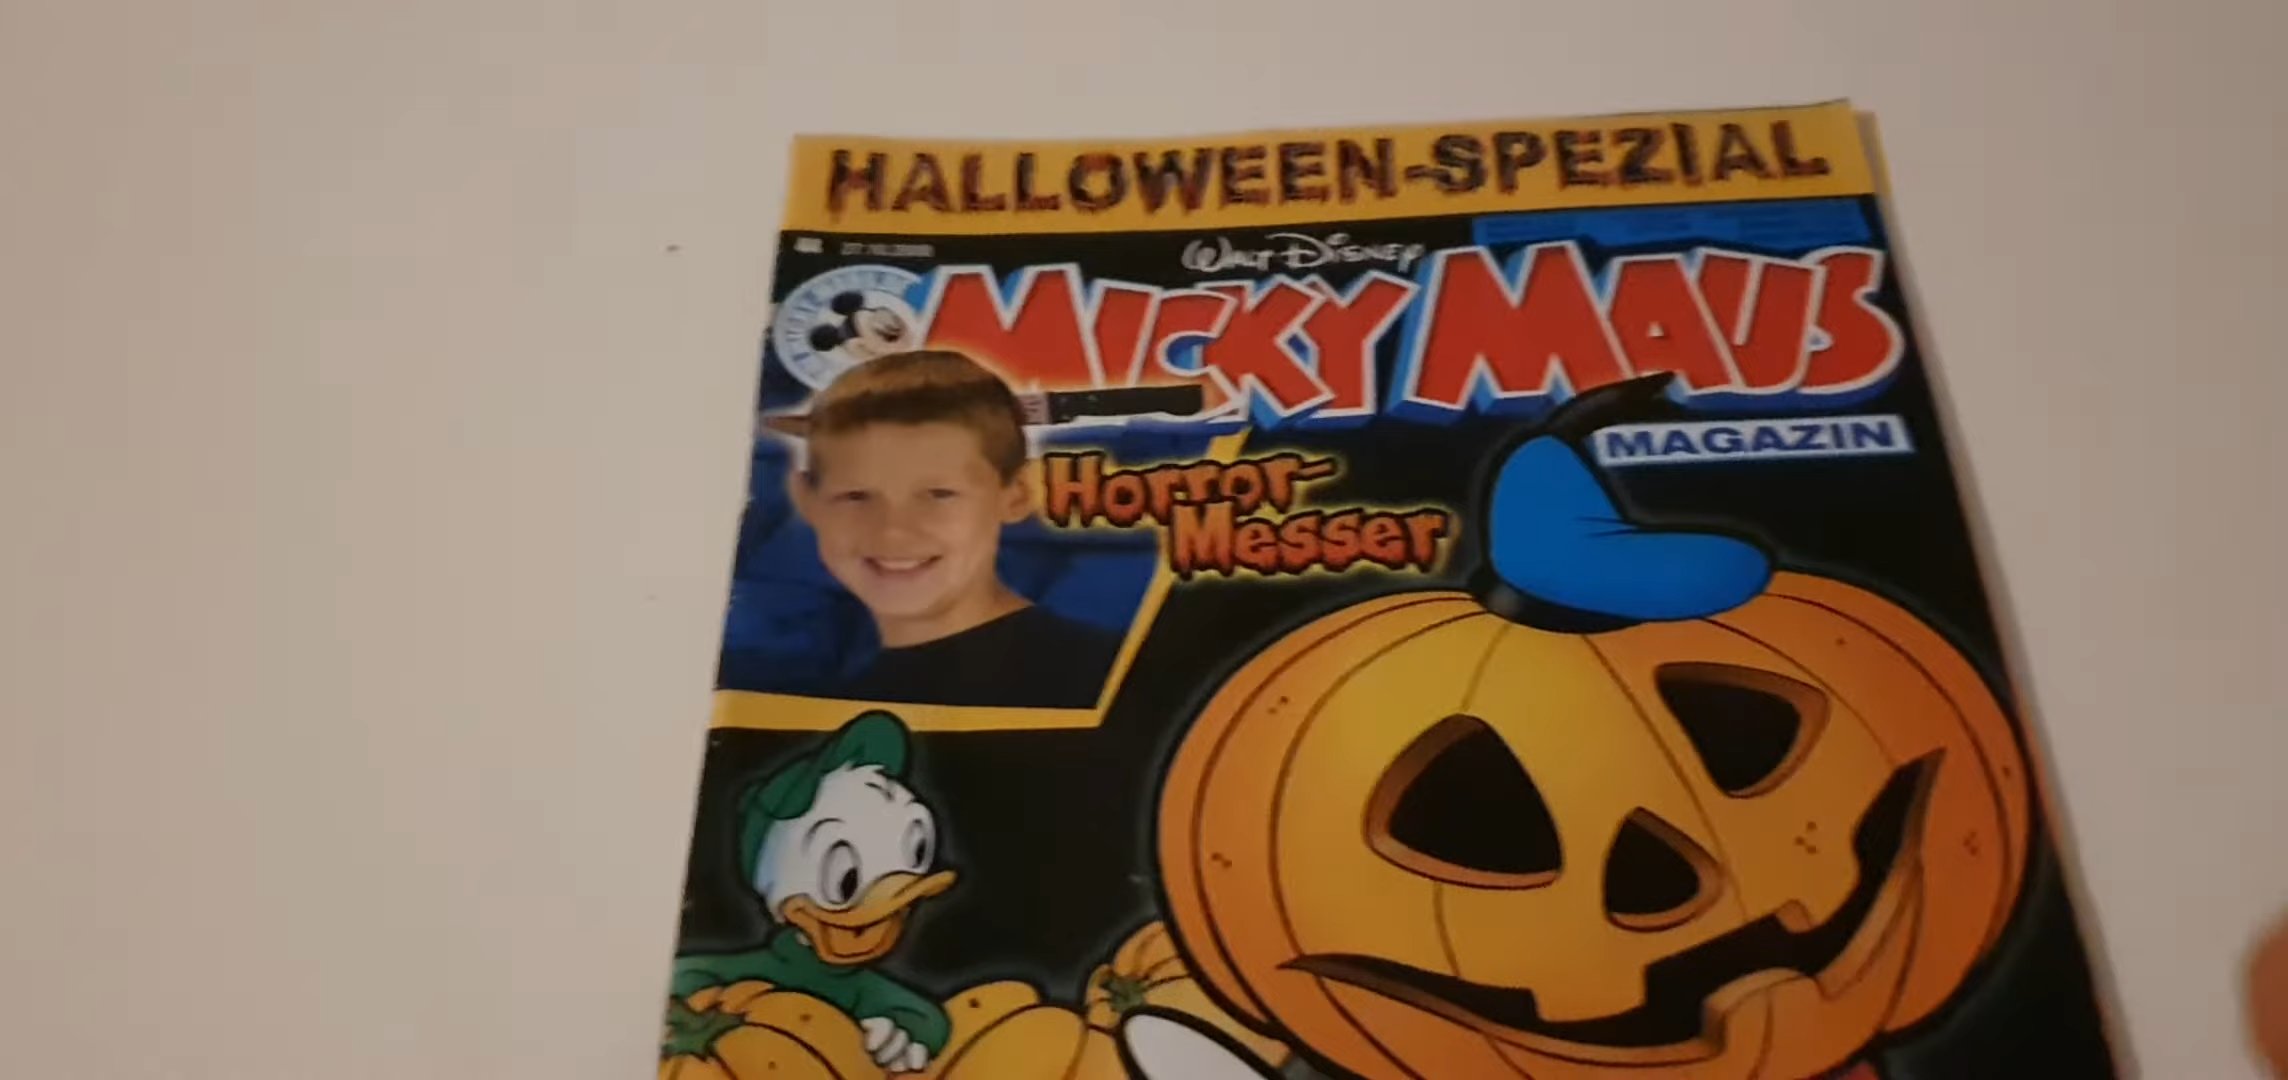 HALLOWEEN-SPEZIAL
WALT DISNEY
MICKY MAUS
MAGAZIN
Horror-
Messer